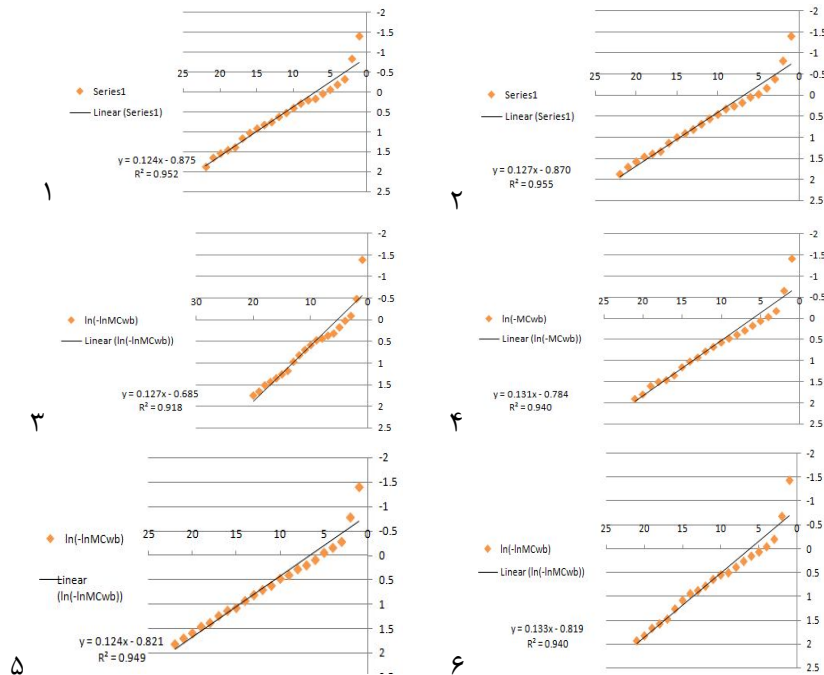 -2
-1.5
-1
25 20 15 10 5 0 -0.5
Series1
0
Linear (Series1)
0.5
1
1.5
y = 0.124x - 0.875
R² = 0.952
2
2.5
۱
-2
-1.5
-1
25 20 15 10 5 0 -0.5
Series1
0
Linear (Series1)
0.5
1
1.5
y = 0.127x - 0.870
R² = 0.955
2
2.5
۲
-2
-1.5
-1
30 20 10 0 -0.5
ln(-lnMCwb)
0
Linear (ln(-lnMCwb))
0.5
1
1.5
y = 0.127x - 0.685
R² = 0.918
2
2.5
۳
-2
-1.5
-1
25 20 15 10 5 0 -0.5
ln(-MCwb)
0
Linear (ln(-MCwb))
0.5
1
1.5
y = 0.131x - 0.784
R² = 0.940
2
2.5
۴
-2
-1.5
-1
25 20 15 10 5 0 -0.5
ln(-lnMCwb)
0
Linear
(ln(-lnMCwb))
0.5
1
1.5
y = 0.124x - 0.821
R² = 0.949
2
۵
-2
-1.5
-1
25 20 15 10 5 0 -0.5
ln(-lnMCwb)
0
Linear (ln(-lnMCwb))
0.5
1
1.5
y = 0.133x - 0.819
R² = 0.940
2
2.5
۶